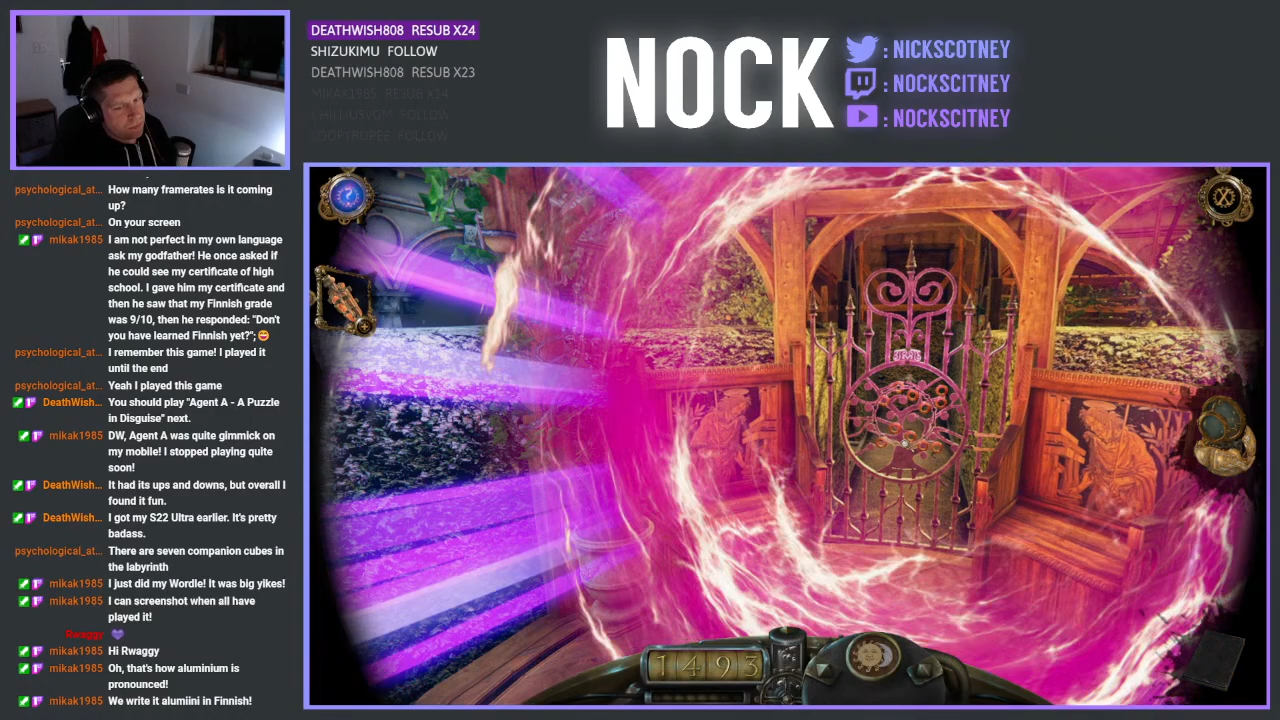 DEATHWISH808 RESUB X24
SHIZUKIMU FOLLOW
DEATHWISH808 RESUB X23
MIKAK1985 RESUB X14
CHILLIUSVGM FOLLOW
LOOPYRUPEE FOLLOW
NOCK
: NICKSCOTNEY
: NOCKSCITNEY
: NOCKSCITNEY
psychological_at... How many framerates is it coming
up?
psychological_at... On your screen
mikak1985 I am not perfect in my own language
ask my godfather! He once asked if
he could see my certificate of high
school. I gave him my certificate and
then he saw that my Finnish grade
was 9/10, then he responded: "Don't
you have learned Finnish yet?";
psychological_at... I remember this game! I played it
until the end
psychological_at... Yeah I played this game
DeathWish... You should play "Agent A - A Puzzle
in Disguise" next.
mikak1985 DW, Agent A was quite gimmick on
my mobile! I stopped playing quite
soon!
DeathWish... It had its ups and downs, but overall I
found it fun.
DeathWish... I got my S22 Ultra earlier. It's pretty
badass.
psychological_at... There are seven companion cubes in
the labyrinth
mikak1985 I just did my Wordle! It was big yikes!
mikak1985 I can screenshot when all have
played it!
Rwaggy
mikak1985 Hi Rwaggy
mikak1985 Oh, that's how aluminium is
pronounced!
mikak1985 We write it alumiini in Finnish!
1493